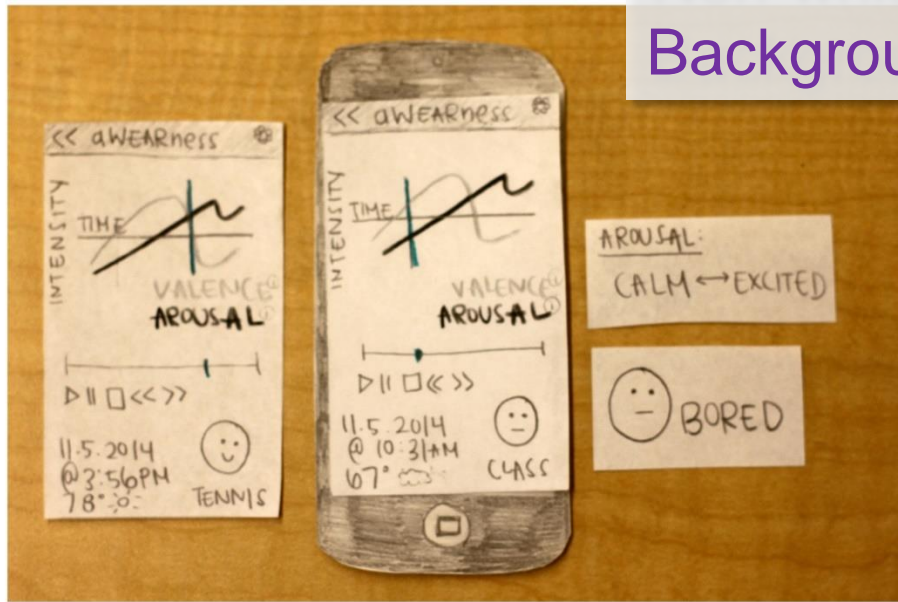 Backgrou
<< aWEARness
INTENSITY
TIME
VALENCE
AROUSAL
▷ || □ << >>
11.5.2014
@ 3:56PM
78°
TENNIS
<< aWEARness
INTENSITY
TIME
VALENCE
AROUSAL
▷ || □ << >>
11.5.2014
@ 10:31AM
67°
CLASS
AROUSAL:
CALM ↔ EXCITED
BORED